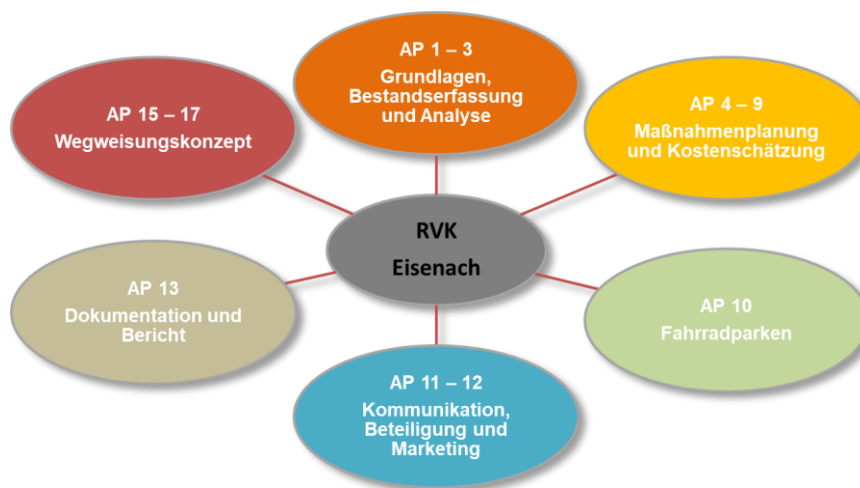 AP 1 – 3
Grundlagen,
Bestandserfassung
und Analyse
AP 4 – 9
Maßnahmenplanung
und Kostenschätzung
AP 10
Fahrradparken
AP 11 – 12
Kommunikation,
Beteiligung und
Marketing
AP 13
Dokumentation und
Bericht
AP 15 – 17
Wegweisungskonzept
RVK
Eisenach